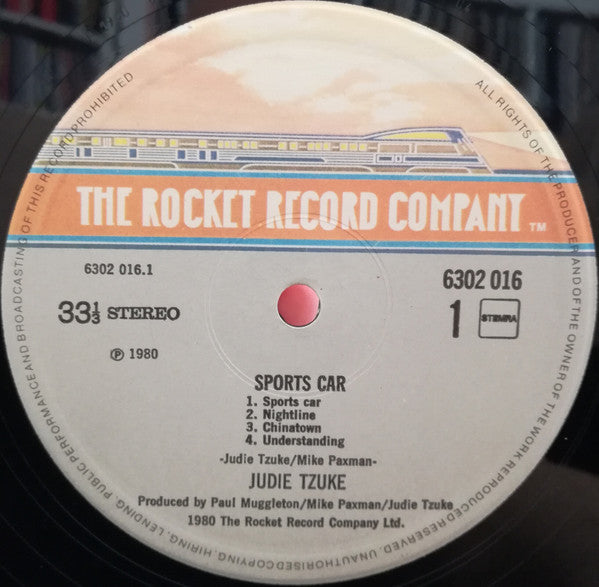 THE ROCKET RECORD COMPANY ™
6302 016.1
6302 016
33⅓ STEREO
1 STEMRA
℗ 1980
SPORTS CAR
1. Sports car
2. Nightline
3. Chinatown
4. Understanding
-Judie Tzuke/Mike Paxman-
JUDIE TZUKE
Produced by Paul Muggleton/Mike Paxman/Judie Tzuke
1980 The Rocket Record Company Ltd.
ALL RIGHTS OF THE PRODUCER AND OF THE OWNER OF THE WORK REPRODUCED RESERVED. UNAUTHORISED COPYING, HIRING, LENDING, PUBLIC PERFORMANCE AND BROADCASTING OF THIS RECORD PROHIBITED